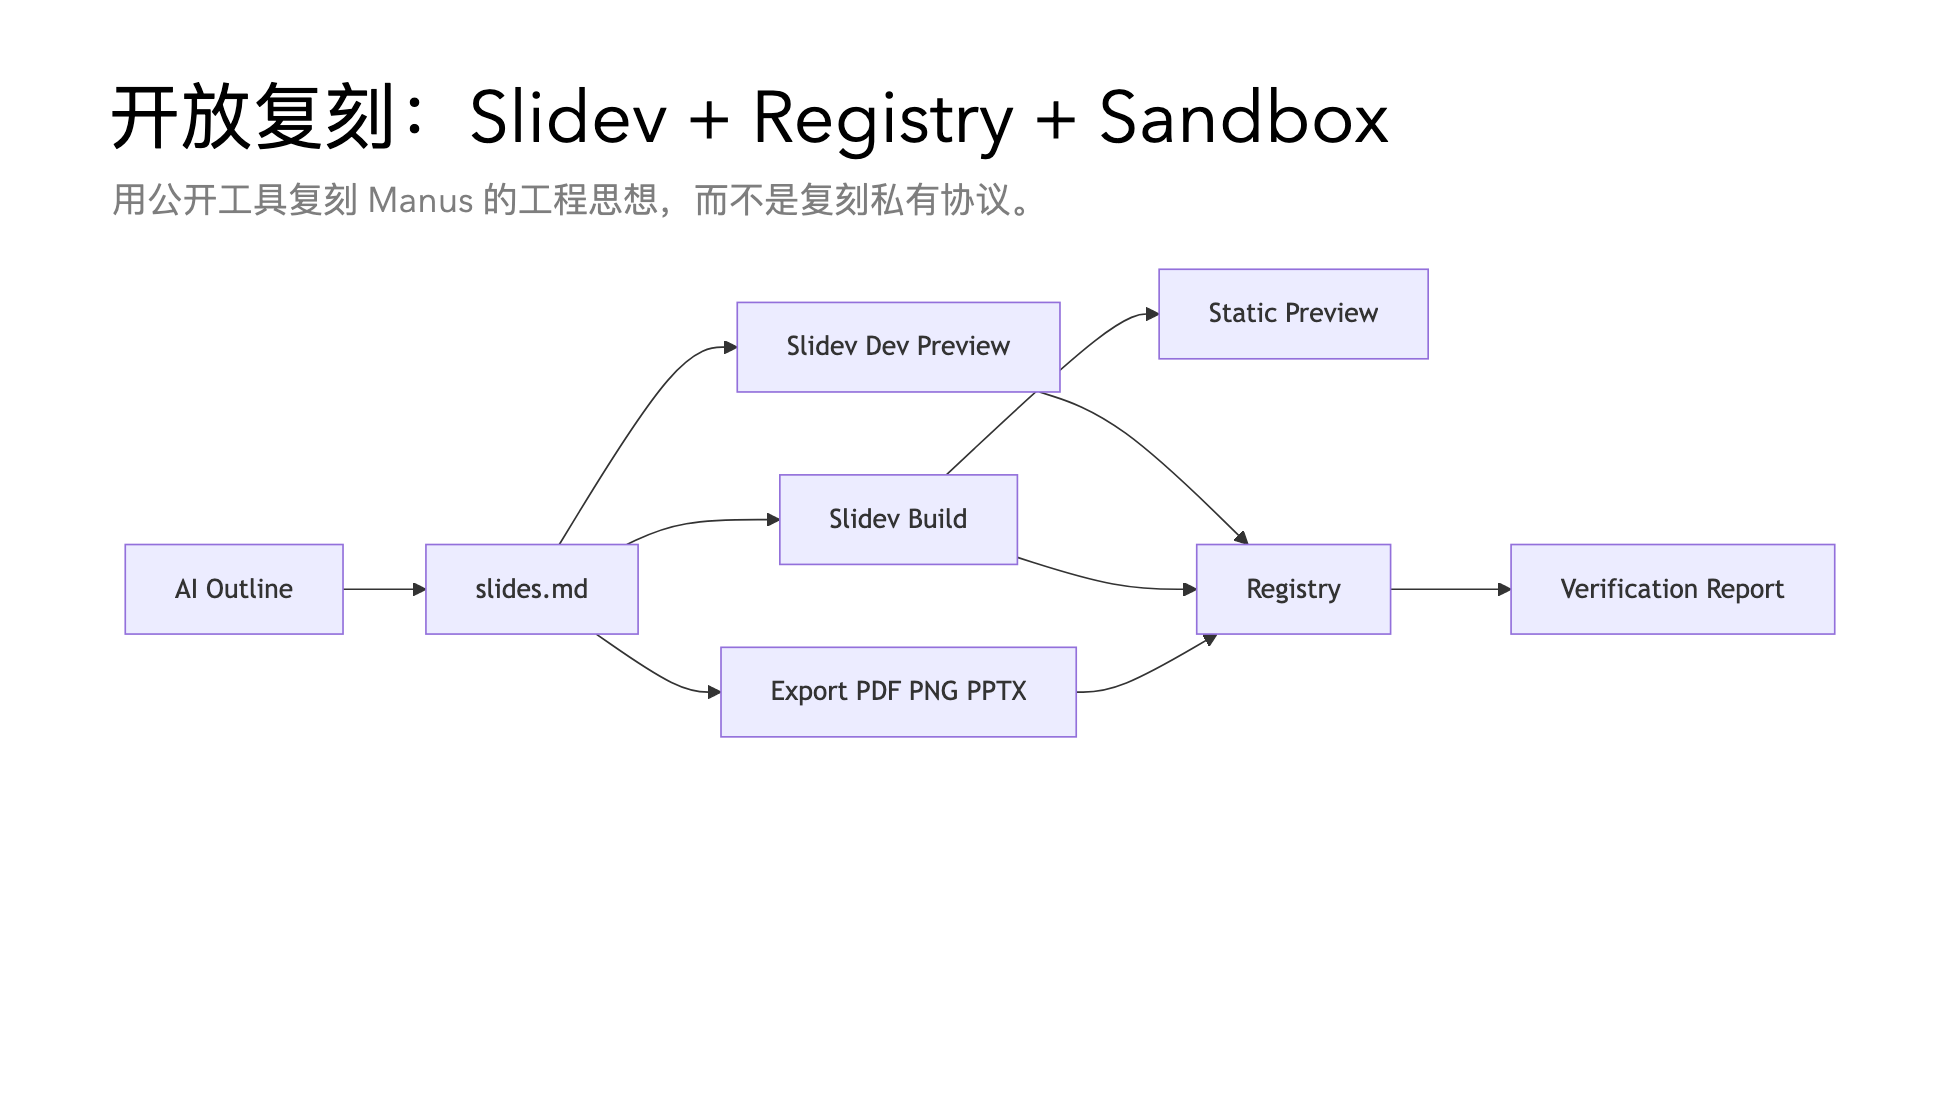 开放复刻：Slidev + Registry + Sandbox
用公开工具复刻 Manus 的工程思想，而不是复刻私有协议。
Static Preview
Slidev Dev Preview
Slidev Build
AI Outline
slides.md
Registry
Verification Report
Export PDF PNG PPTX